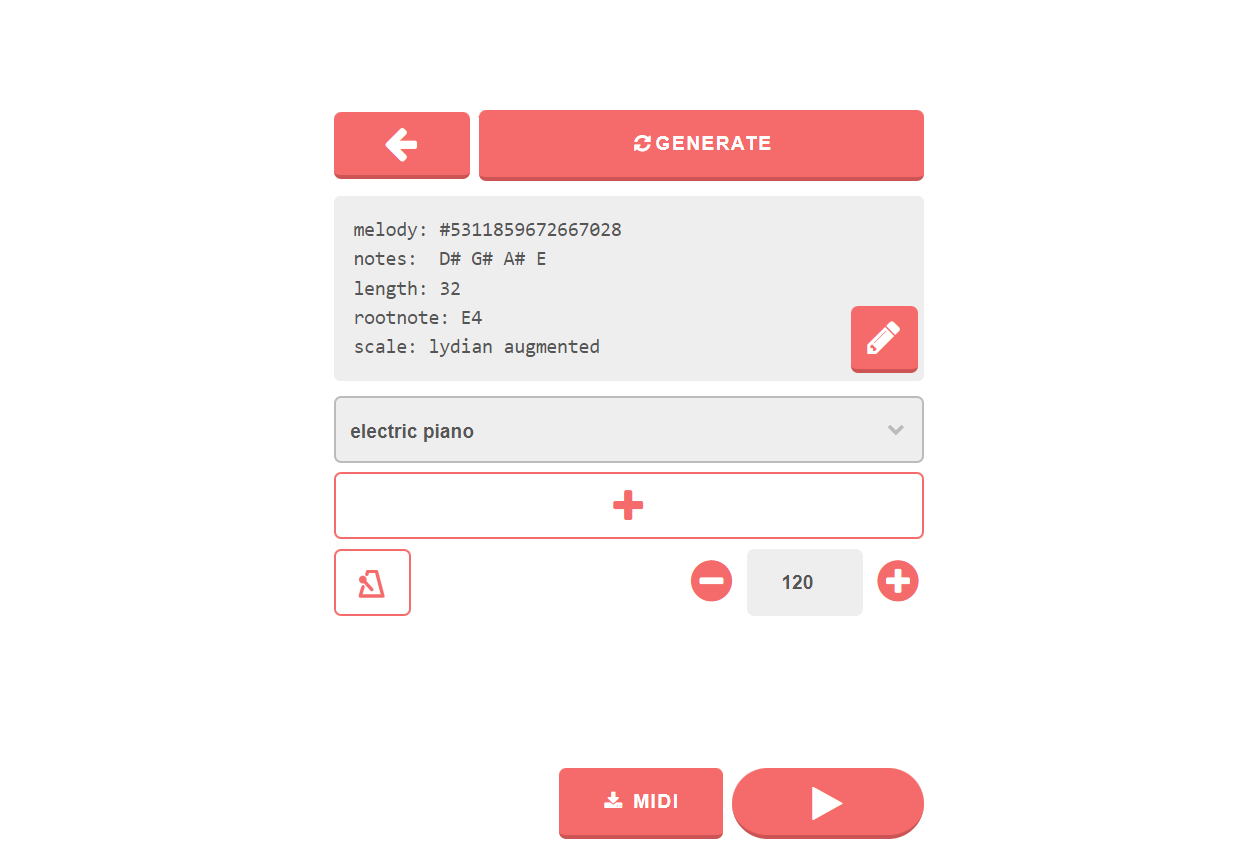 GENERATE
melody: #5311859672667028
notes:  D# G# A# E
length: 32
rootnote: E4
scale: lydian augmented
electric piano
120
MIDI